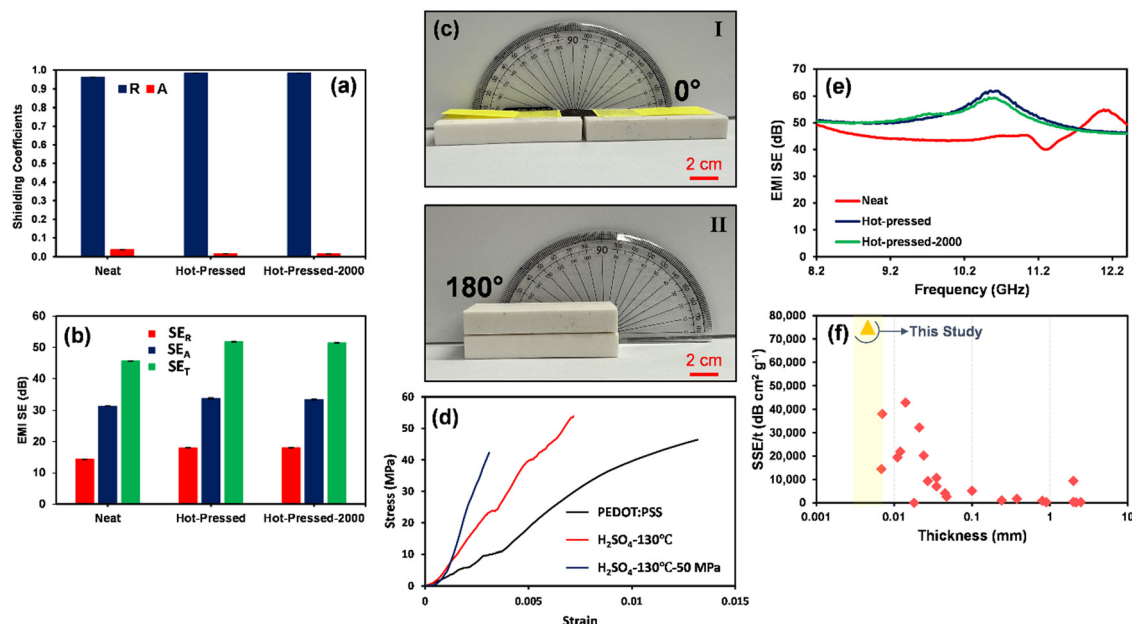 (a)
R A
Shielding Coefficients
1.0
0.9
0.8
0.7
0.6
0.5
0.4
0.3
0.2
0.1
0.0
Neat Hot-Pressed Hot-Pressed-2000
(b)
SE_R
SE_A
SE_T
EMI SE (dB)
60
50
40
30
20
10
0
Neat Hot-Pressed Hot-Pressed-2000
(c)
I
90
0°
2 cm
II
90
180°
2 cm
(d)
Stress (MPa)
60
50
40
30
20
10
0
PEDOT:PSS
H₂SO₄-130℃
H₂SO₄-130℃-50 MPa
0 0.005 0.01 0.015
Strain
(e)
EMI SE (dB)
70
60
50
40
30
20
10
0
Neat
Hot-pressed
Hot-pressed-2000
8.2 9.2 10.2 11.2 12.2
Frequency (GHz)
(f)
This Study
SSE/t (dB cm² g⁻¹)
80,000
70,000
60,000
50,000
40,000
30,000
20,000
10,000
0
0.001 0.01 0.1 1 10
Thickness (mm)